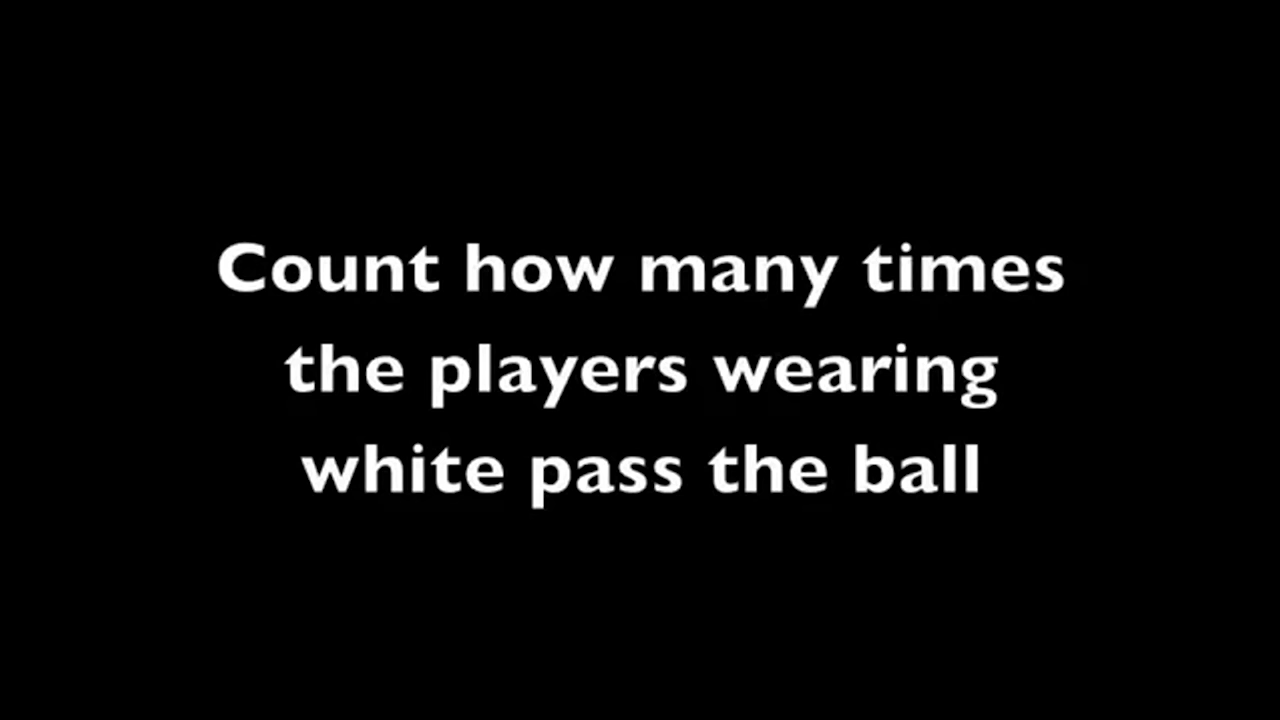 Count how many times
the players wearing
white pass the ball